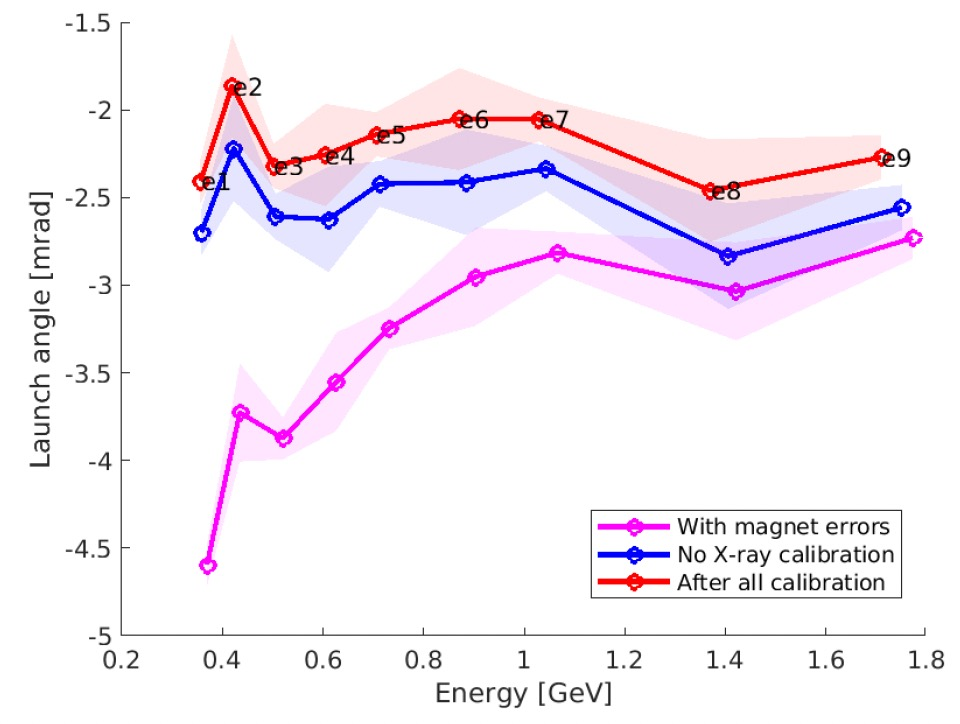 -1.5
-2
-2.5
-3
-3.5
-4
-4.5
-5
0.2
0.4
0.6
0.8
1
1.2
1.4
1.6
1.8
Launch angle [mrad]
Energy [GeV]
e1
e2
e3
e4
e5
e6
e7
e8
e9
With magnet errors
No X-ray calibration
After all calibration